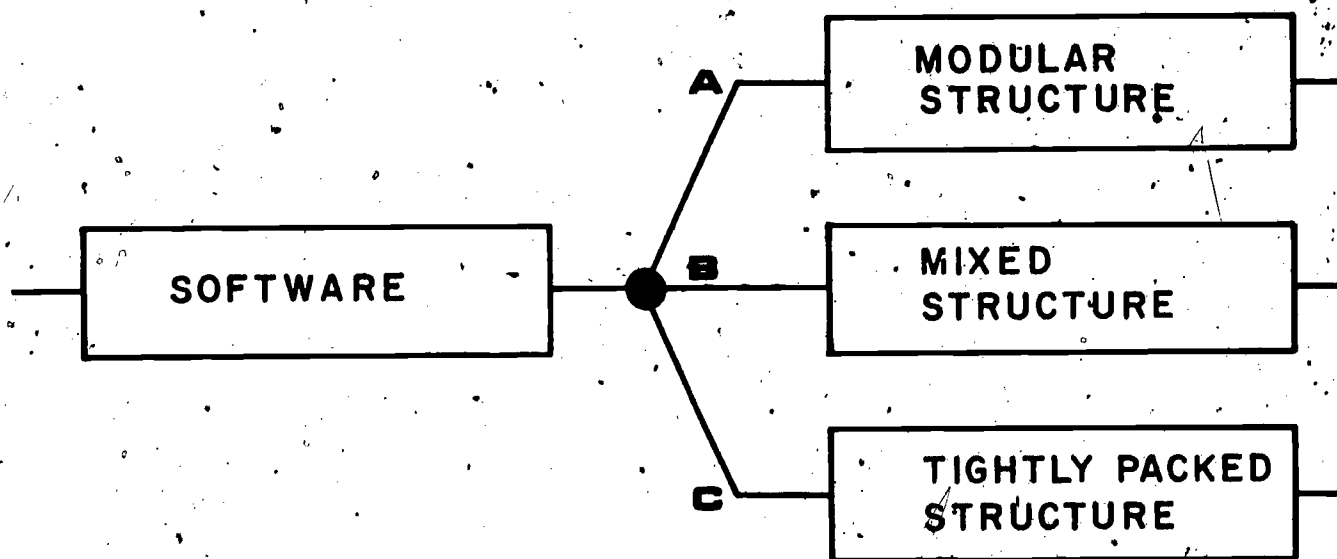 SOFTWARE
A
MODULAR
STRUCTURE
B
MIXED
STRUCTURE
C
TIGHTLY PACKED
STRUCTURE